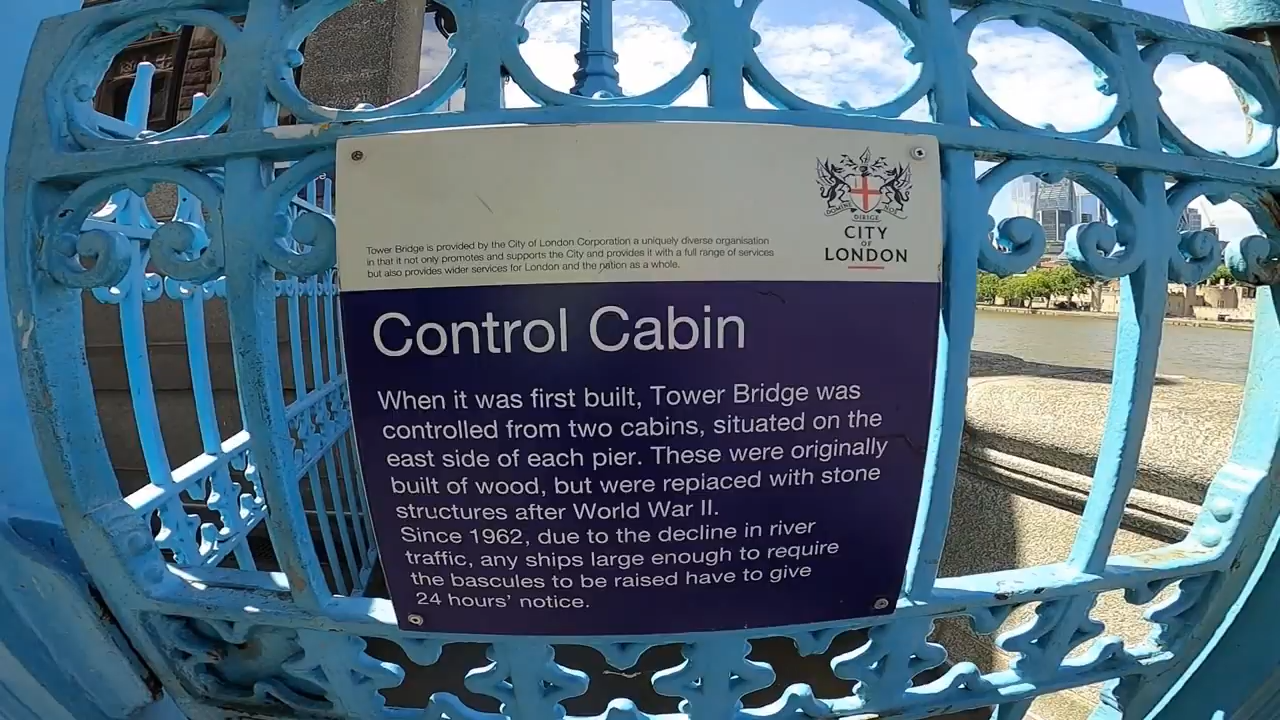 Tower Bridge is provided by the City of London Corporation a uniquely diverse organisation
in that it not only promotes and supports the City and provides it with a full range of services
but also provides wider services for London and the nation as a whole.
DOMINE DIRIGE NOS
CITY
OF
LONDON
Control Cabin
When it was first built, Tower Bridge was
controlled from two cabins, situated on the
east side of each pier. These were originally
built of wood, but were replaced with stone
structures after World War II.
Since 1962, due to the decline in river
traffic, any ships large enough to require
the bascules to be raised have to give
24 hours’ notice.